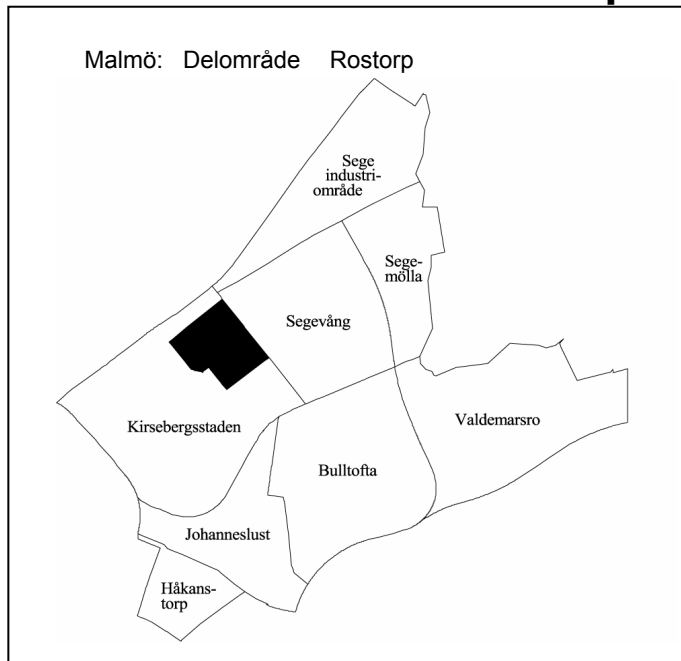 Malmö: Delområde Rostorp
Sege
industri-
område
Sege-
mölla
Segevång
Kirsebergsstaden
Valdemarsro
Bulltofta
Johanneslust
Håkans-
torp